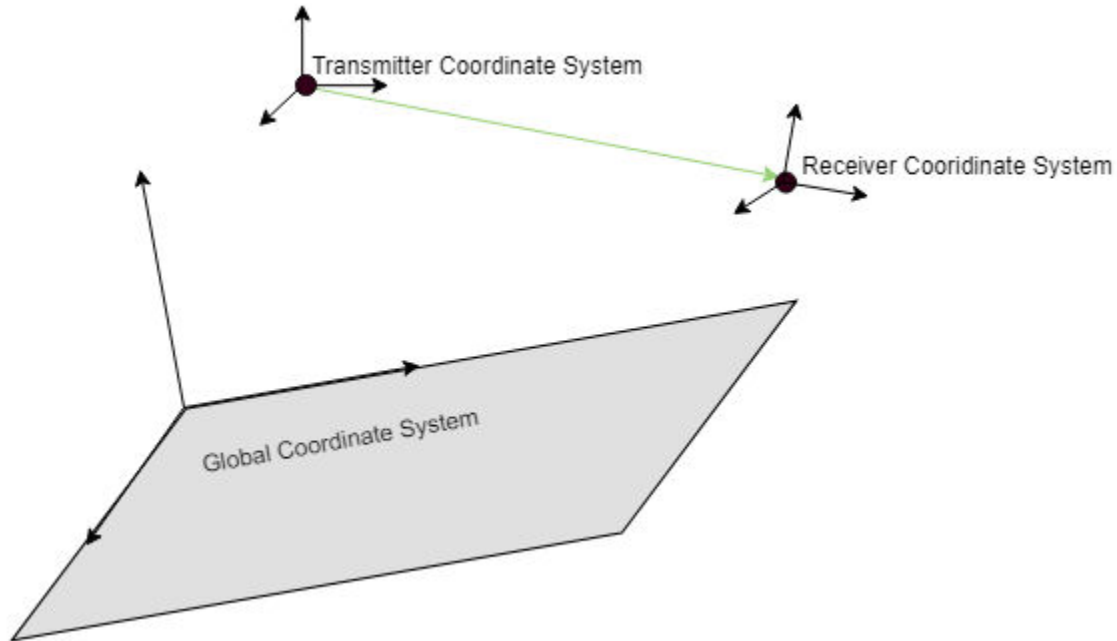 Transmitter Coordinate System
Receiver Cooridinate System
Global Coordinate System